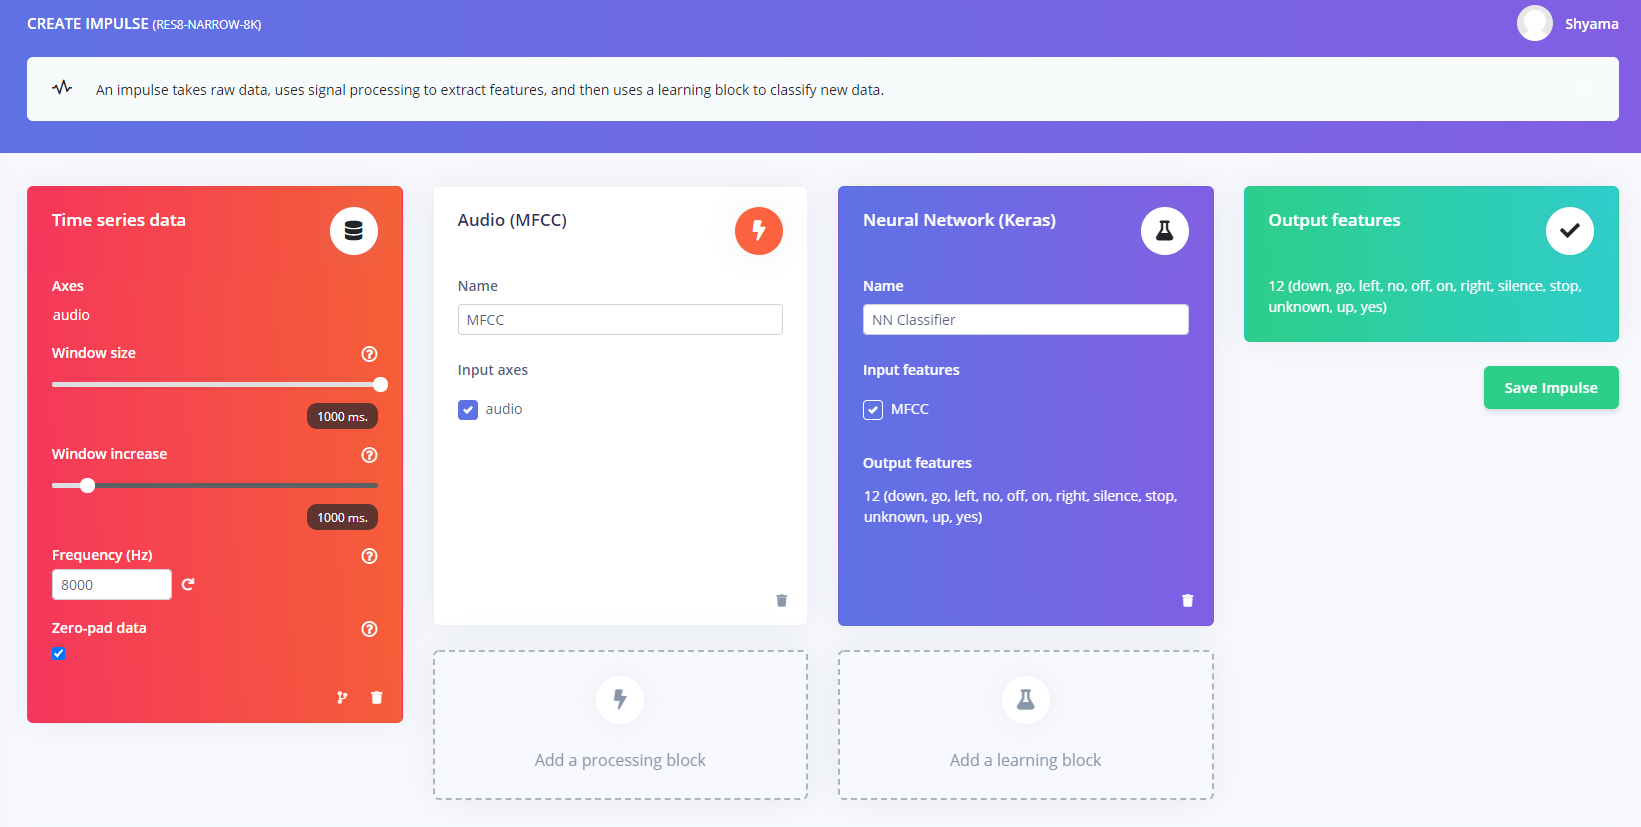 CREATE IMPULSE (RES8-NARROW-8K)
Shyama
An impulse takes raw data, uses signal processing to extract features, and then uses a learning block to classify new data.
Time series data
Axes
audio
Window size
1000 ms.
Window increase
1000 ms.
Frequency (Hz)
8000
Zero-pad data
Audio (MFCC)
Name
MFCC
Input axes
audio
Add a processing block
Neural Network (Keras)
Name
NN Classifier
Input features
MFCC
Output features
12 (down, go, left, no, off, on, right, silence, stop,
unknown, up, yes)
Add a learning block
Output features
12 (down, go, left, no, off, on, right, silence, stop,
unknown, up, yes)
Save Impulse